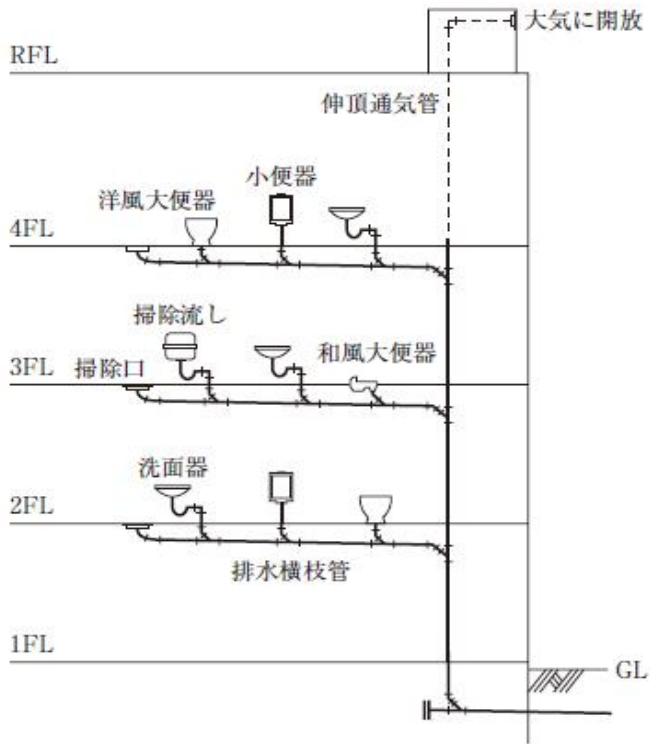 大気に開放
RFL
伸頂通気管
小便器
洋風大便器
4FL
掃除流し
和風大便器
3FL
掃除口
洗面器
2FL
排水横枝管
1FL
GL